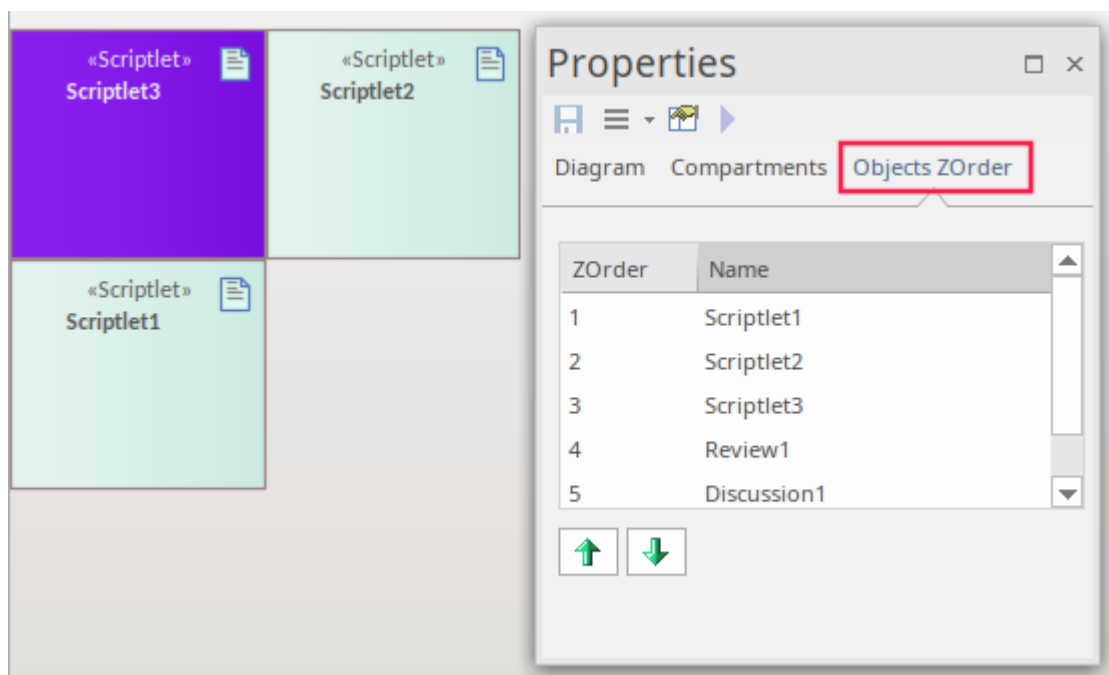 «Scriptlet»
Scriptlet3
«Scriptlet»
Scriptlet2
«Scriptlet»
Scriptlet1
Properties
Diagram Compartments Objects ZOrder
ZOrder Name
1 Scriptlet1
2 Scriptlet2
3 Scriptlet3
4 Review1
5 Discussion1